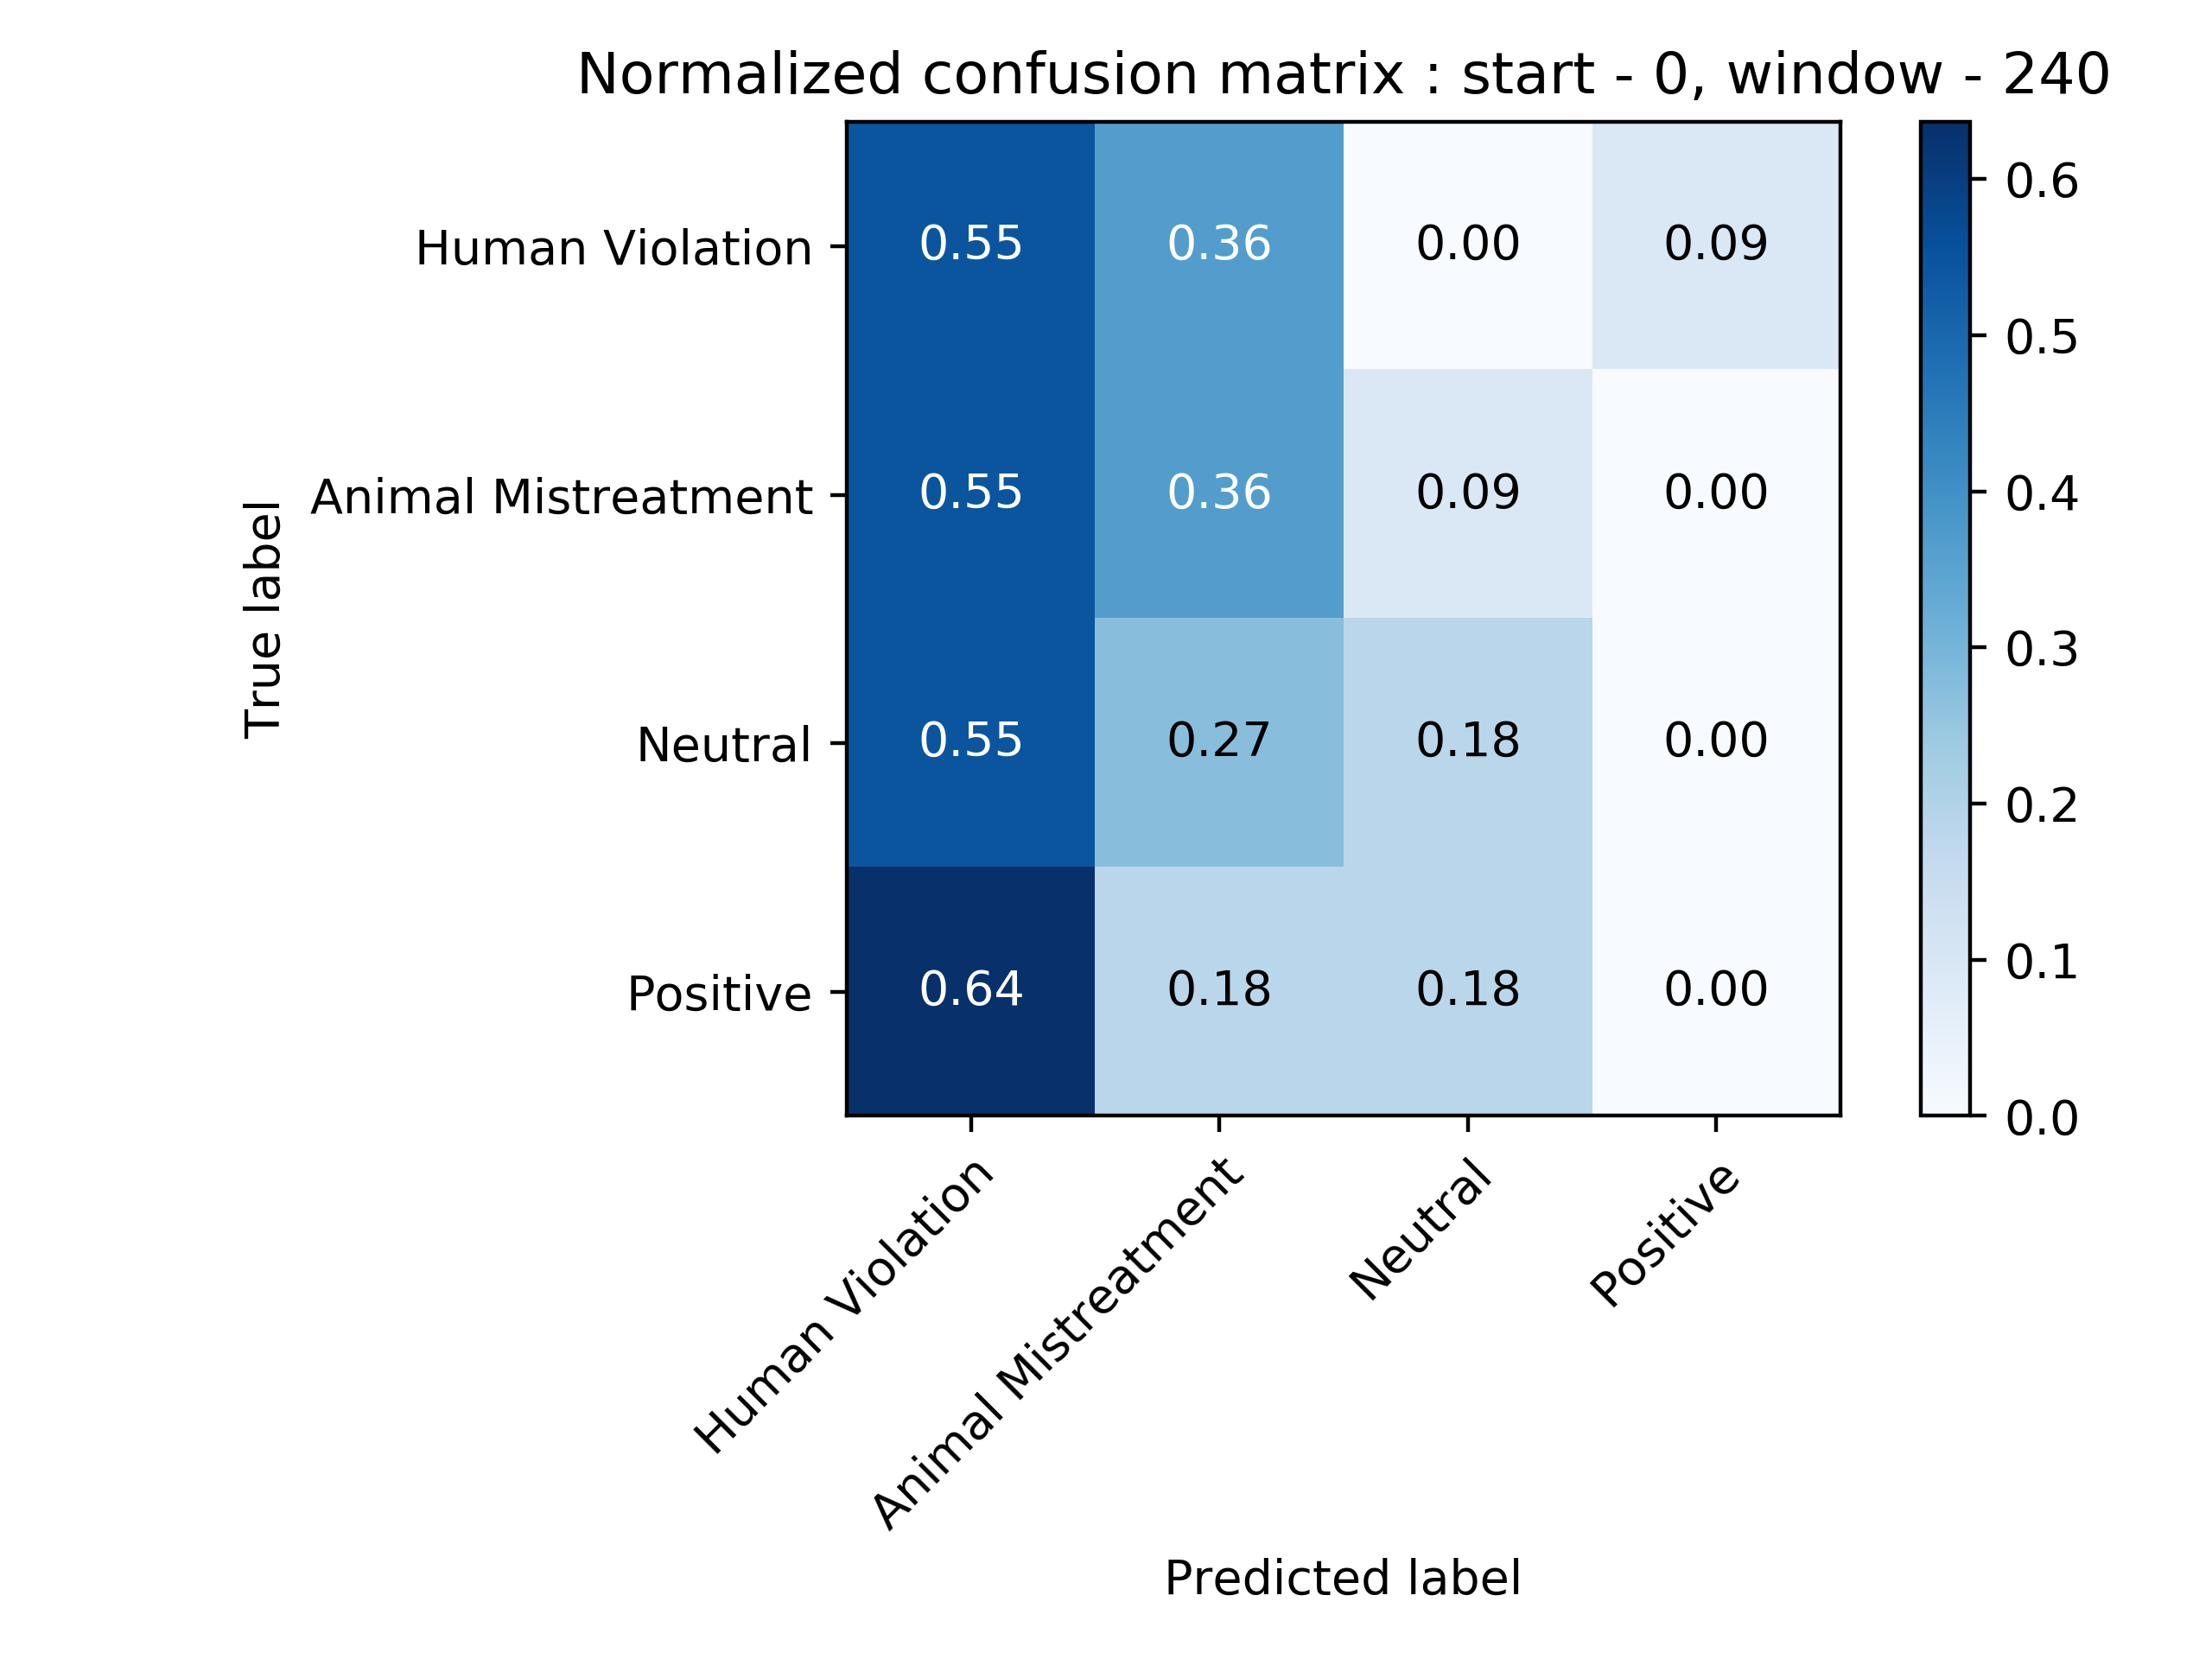 Normalized confusion matrix : start - 0, window - 240
True label
Human Violation
Animal Mistreatment
Neutral
Positive
0.55 0.36 0.00 0.09
0.55 0.36 0.09 0.00
0.55 0.27 0.18 0.00
0.64 0.18 0.18 0.00
0.6
0.5
0.4
0.3
0.2
0.1
0.0
Human Violation
Animal Mistreatment
Neutral
Positive
Predicted label